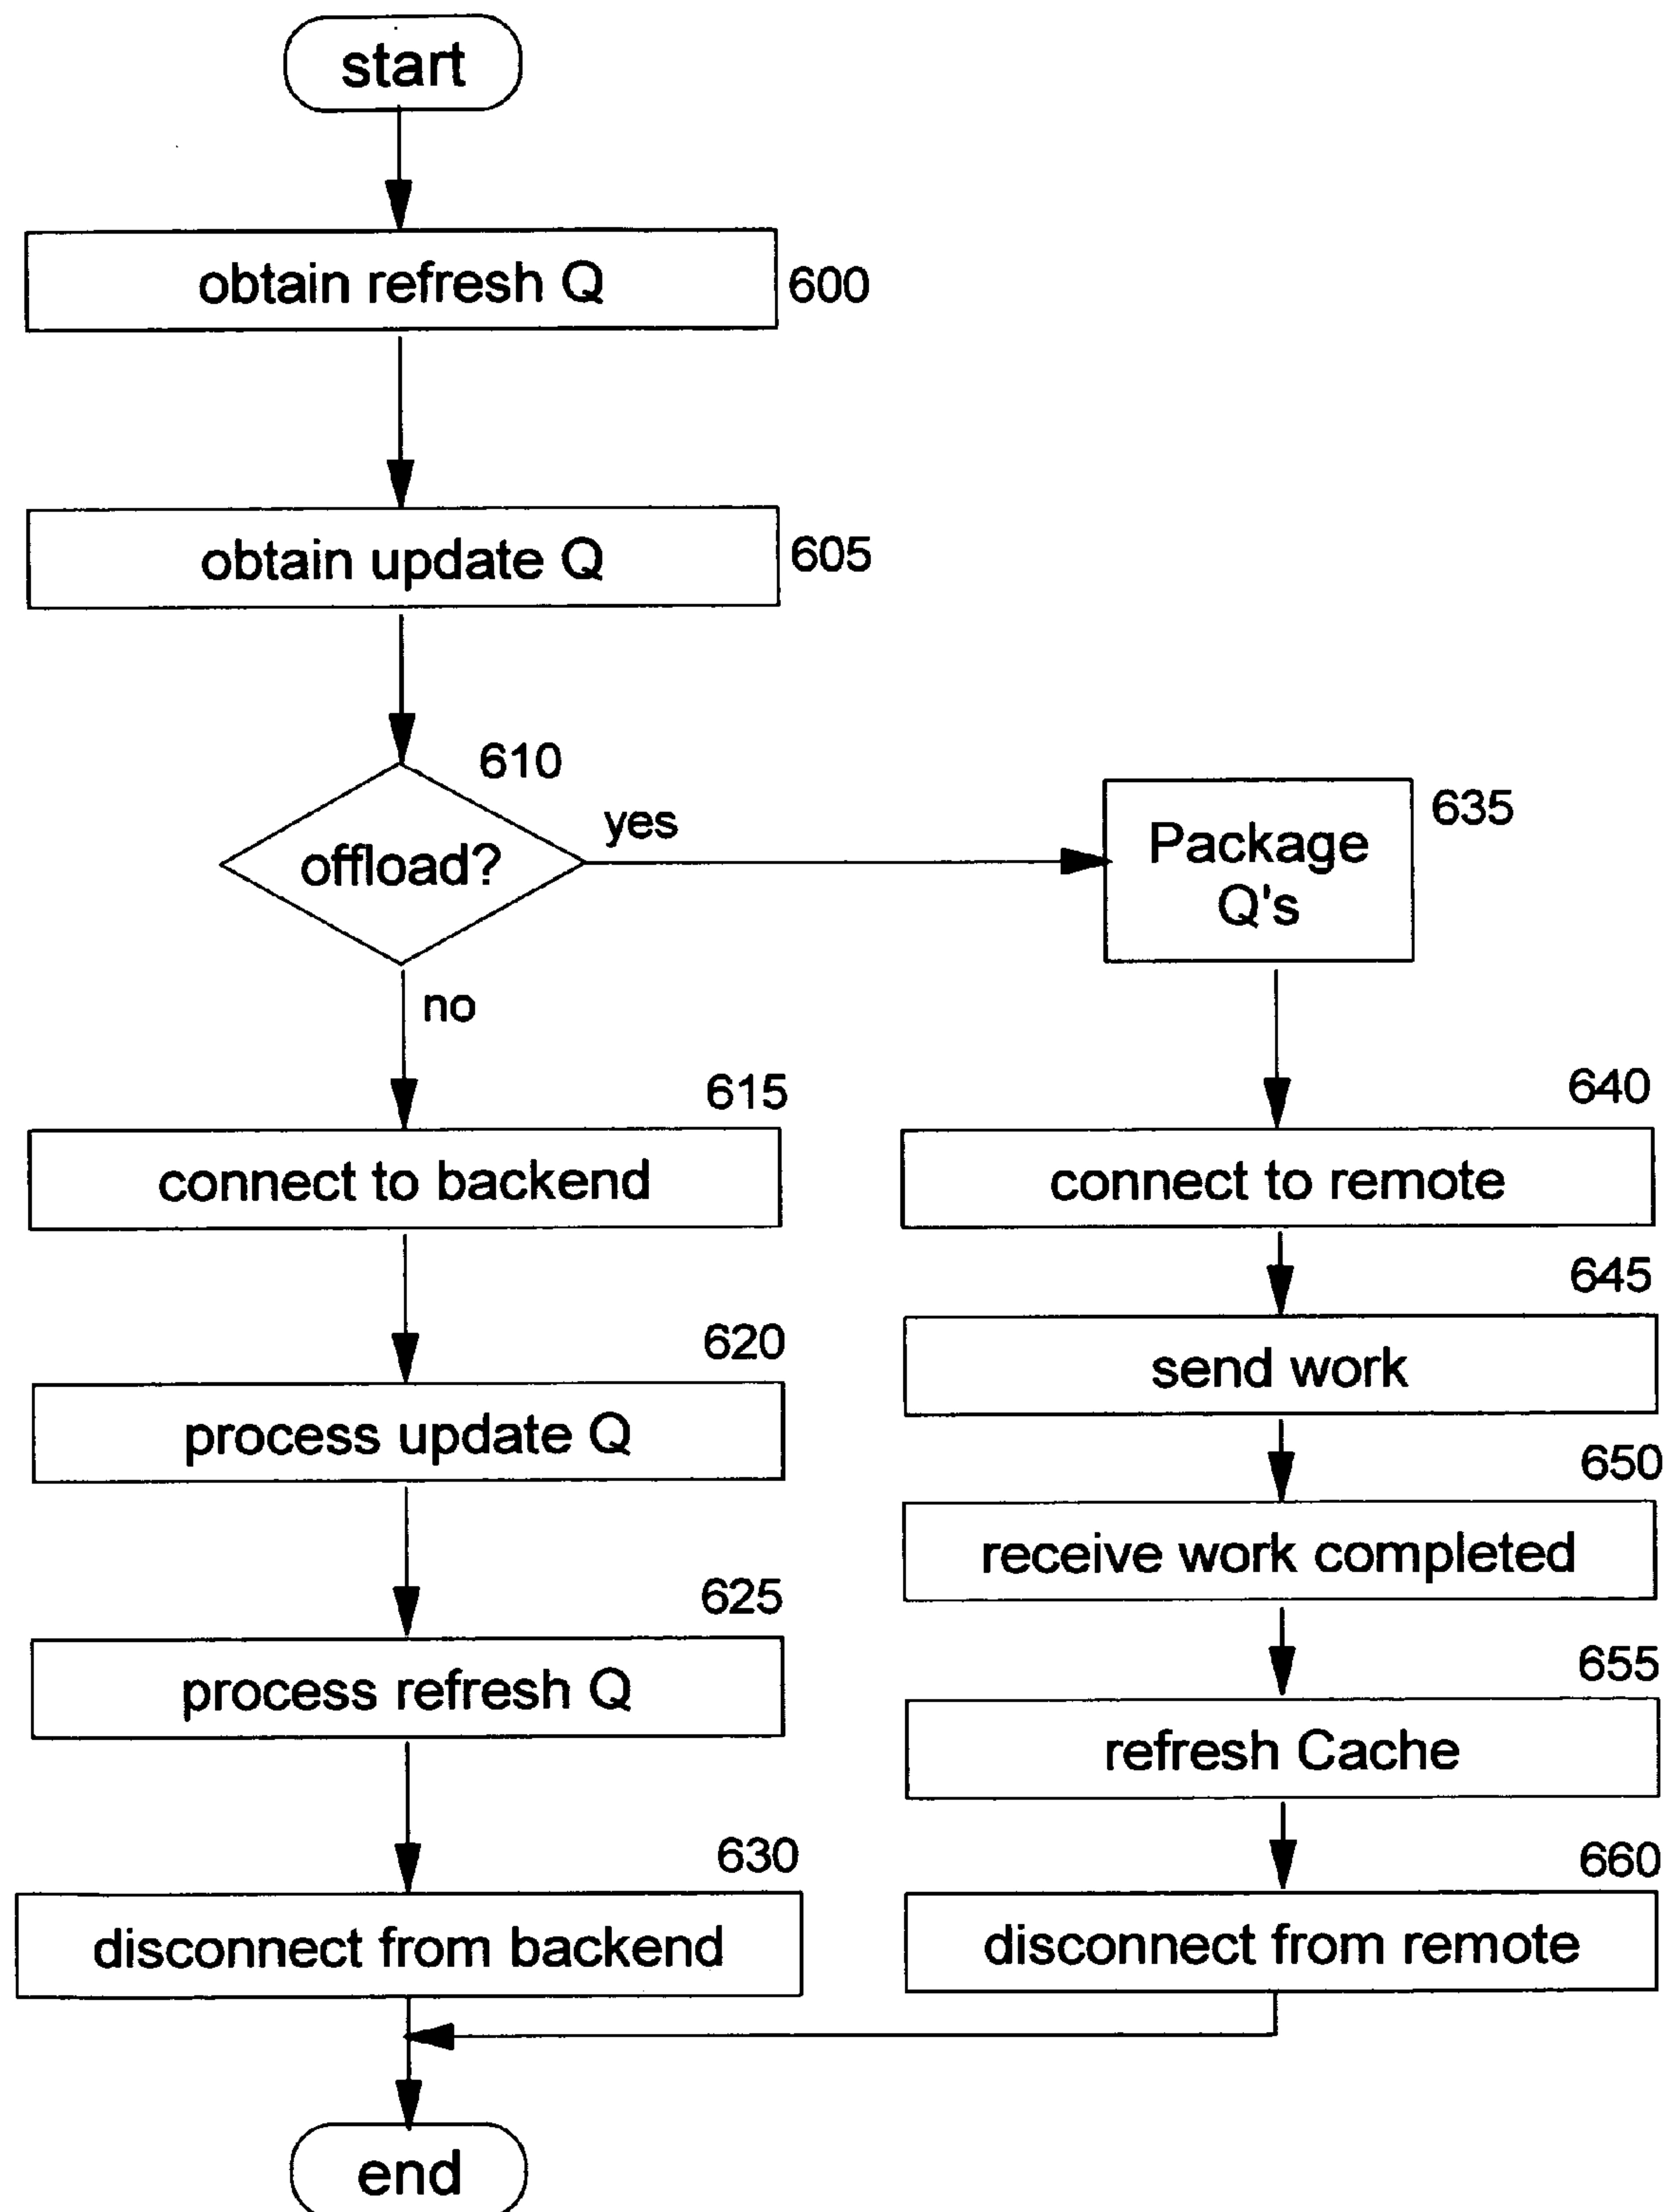 start
obtain refresh Q
600
obtain update Q
605
610
offload?
yes
Package
Q's
635
no
615
connect to backend
640
connect to remote
645
send work
620
process update Q
650
receive work completed
625
process refresh Q
655
refresh Cache
630
disconnect from backend
660
disconnect from remote
end